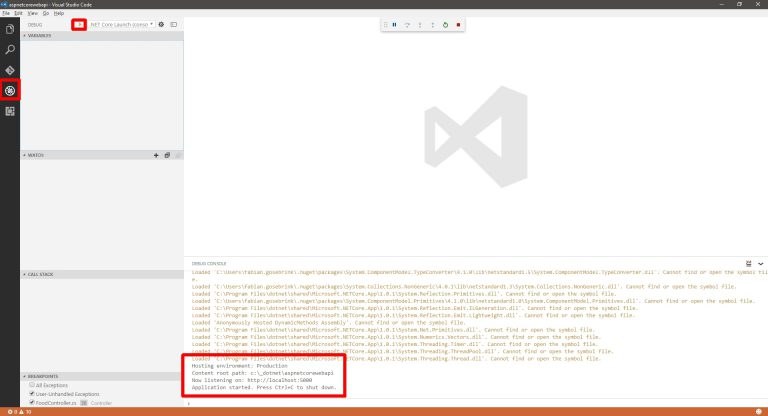 aspnetcorewebapi - Visual Studio Code
File Edit View Go Help
DEBUG
.NET Core Launch (conso
VARIABLES
WATCH
CALL STACK
BREAKPOINTS
All Exceptions
User-Unhandled Exceptions
FoodController.cs 20 Controller
DEBUG CONSOLE
Loaded 'C:\Users\fabian.gosebrink\.nuget\packages\System.ComponentModel.TypeConverter\4.1.0\lib\netstandard1.5\System.ComponentModel.TypeConverter.dll'. Cannot find or open the symbol fil
e.
Loaded 'C:\Users\fabian.gosebrink\.nuget\packages\System.Collections.NonGeneric\4.0.1\lib\netstandard1.3\System.Collections.NonGeneric.dll'. Cannot find or open the symbol file.
Loaded 'C:\Program Files\dotnet\shared\Microsoft.NETCore.App\1.0.1\System.Reflection.Primitives.dll'. Cannot find or open the symbol file.
Loaded 'C:\Users\fabian.gosebrink\.nuget\packages\System.ComponentModel.Primitives\4.1.0\lib\netstandard1.0\System.ComponentModel.Primitives.dll'. Cannot find or open the symbol file.
Loaded 'C:\Program Files\dotnet\shared\Microsoft.NETCore.App\1.0.1\System.Reflection.Emit.ILGeneration.dll'. Cannot find or open the symbol file.
Loaded 'C:\Program Files\dotnet\shared\Microsoft.NETCore.App\1.0.1\System.Reflection.Emit.Lightweight.dll'. Cannot find or open the symbol file.
Loaded 'Anonymously Hosted DynamicMethods Assembly'. Cannot find or open the symbol file.
Loaded 'C:\Program Files\dotnet\shared\Microsoft.NETCore.App\1.0.1\System.Net.Primitives.dll'. Cannot find or open the symbol file.
Loaded 'C:\Program Files\dotnet\shared\Microsoft.NETCore.App\1.0.1\System.Numerics.Vectors.dll'. Cannot find or open the symbol file.
Loaded 'C:\Program Files\dotnet\shared\Microsoft.NETCore.App\1.0.1\System.Threading.Timer.dll'. Cannot find or open the symbol file.
Loaded 'C:\Program Files\dotnet\shared\Microsoft.NETCore.App\1.0.1\System.Threading.ThreadPool.dll'. Cannot find or open the symbol file.
Loaded 'C:\Program Files\dotnet\shared\Microsoft.NETCore.App\1.0.1\System.Threading.Thread.dll'. Cannot find or open the symbol file.
Hosting environment: Production
Content root path: c:\_dotnet\aspnetcorewebapi
Now listening on: http://localhost:5000
Application started. Press Ctrl+C to shut down.
0 10